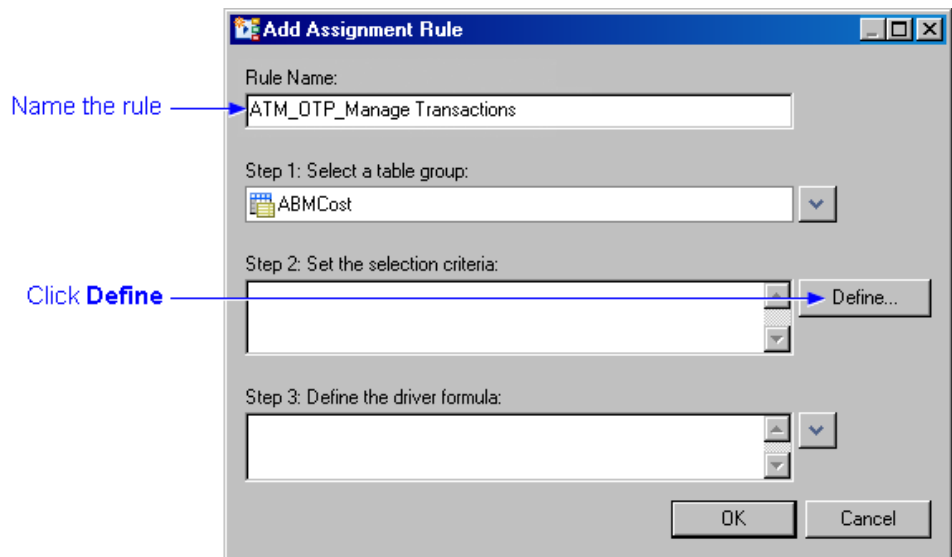 Add Assignment Rule
Rule Name:
Name the rule
ATM_OTP_Manage Transactions
Step 1: Select a table group:
ABMCost
Step 2: Set the selection criteria:
Click Define
Define...
Step 3: Define the driver formula:
OK
Cancel